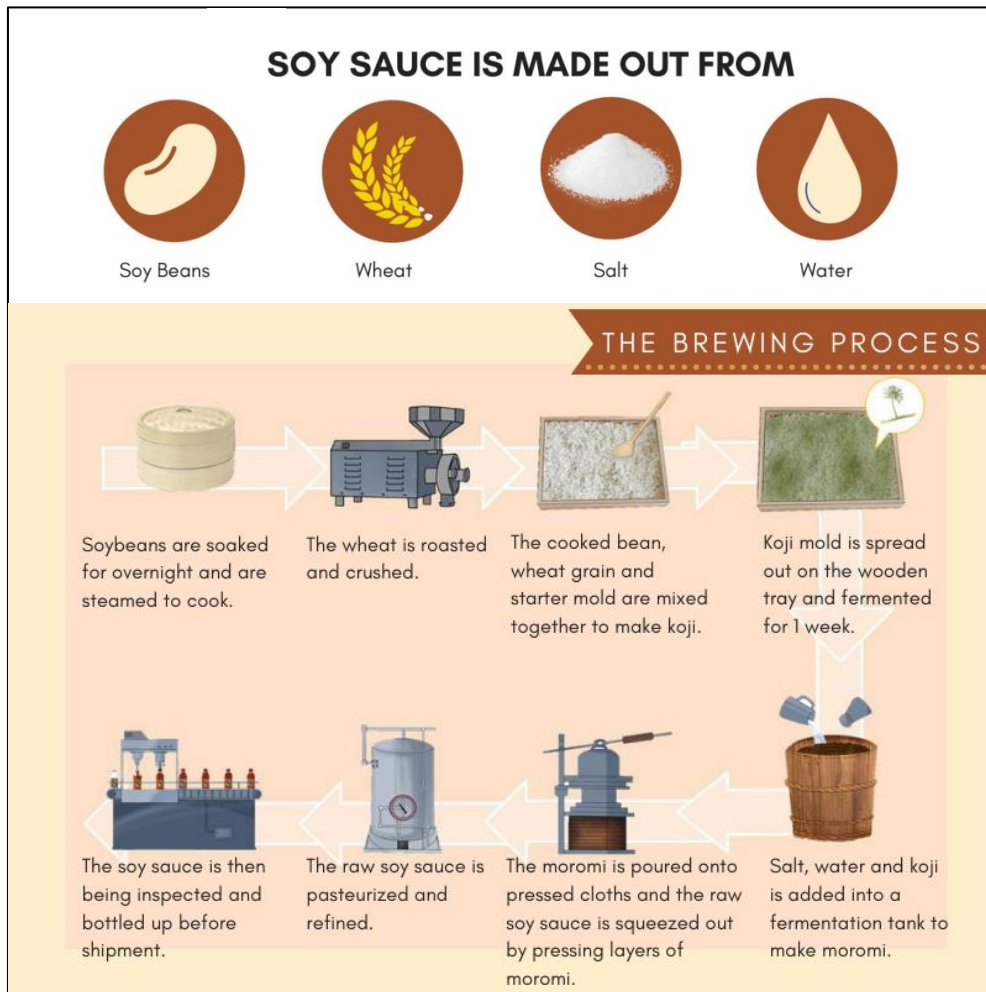 SOY SAUCE IS MADE OUT FROM
Soy Beans
Wheat
Salt
Water
THE BREWING PROCESS
Soybeans are soaked
for overnight and are
steamed to cook.
The wheat is roasted
and crushed.
The cooked bean,
wheat grain and
starter mold are mixed
together to make koji.
Koji mold is spread
out on the wooden
tray and fermented
for 1 week.
Salt, water and koji
is added into a
fermentation tank to
make moromi.
The moromi is poured onto
pressed cloths and the raw
soy sauce is squeezed out
by pressing layers of
moromi.
The raw soy sauce is
pasteurized and
refined.
The soy sauce is then
being inspected and
bottled up before
shipment.